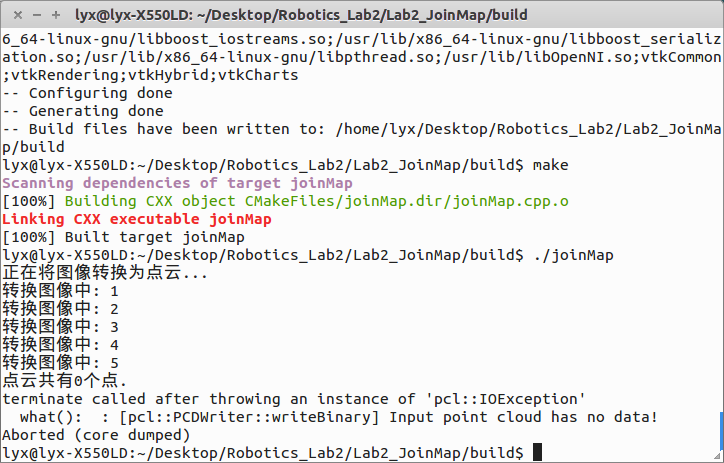 lyx@lyx-X550LD: ~/Desktop/Robotics_Lab2/Lab2_JoinMap/build
6_64-linux-gnu/libboost_iostreams.so;/usr/lib/x86_64-linux-gnu/libboost_serializ
ation.so;/usr/lib/x86_64-linux-gnu/libpthread.so;/usr/lib/libOpenNI.so;vtkCommon
;vtkRendering;vtkHybrid;vtkCharts
-- Configuring done
-- Generating done
-- Build files have been written to: /home/lyx/Desktop/Robotics_Lab2/Lab2_JoinMa
p/build
lyx@lyx-X550LD:~/Desktop/Robotics_Lab2/Lab2_JoinMap/build$ make
Scanning dependencies of target joinMap
[100%] Building CXX object CMakeFiles/joinMap.dir/joinMap.cpp.o
Linking CXX executable joinMap
[100%] Built target joinMap
lyx@lyx-X550LD:~/Desktop/Robotics_Lab2/Lab2_JoinMap/build$ ./joinMap
正在将图像转换为点云...
转换图像中: 1
转换图像中: 2
转换图像中: 3
转换图像中: 4
转换图像中: 5
点云共有0个点.
terminate called after throwing an instance of 'pcl::IOException'
  what():  : [pcl::PCDWriter::writeBinary] Input point cloud has no data!
Aborted (core dumped)
lyx@lyx-X550LD:~/Desktop/Robotics_Lab2/Lab2_JoinMap/build$